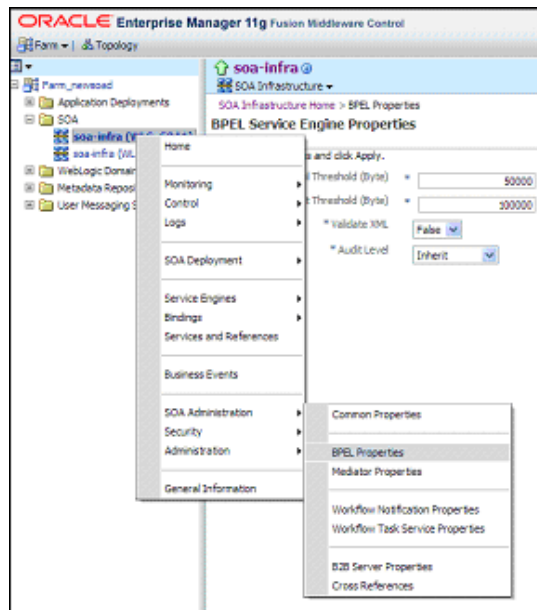 ORACLE Enterprise Manager 11g Fusion Middleware Control
Farm Topology
soa-infra
SOA Infrastructure
Farm_newsoad
Application Deployments
SOA
soa-infra
soa-infra (WL
WebLogic Domain
Metadata Reposi
User Messaging S
SOA Infrastructure Home > BPEL Properties
BPEL Service Engine Properties
s and click Apply.
Threshold (Byte) * 50000
Threshold (Byte) * 100000
* Validate XML False
* Audit Level Inherit
Home
Monitoring
Control
Logs
SOA Deployment
Service Engines
Bindings
Services and References
Business Events
SOA Administration
Security
Administration
General Information
Common Properties
BPEL Properties
Mediator Properties
Workflow Notification Properties
Workflow Task Service Properties
B2B Server Properties
Cross References